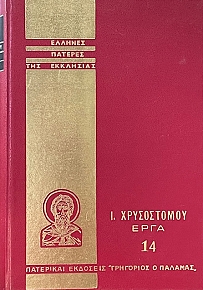 ΕΛΛΗΝΕΣ
ΠΑΤΕΡΕΣ
ΤΗΣ ΕΚΚΛΗΣΙΑΣ
Ι. ΧΡΥΣΟΣΤΟΜΟΥ
ΕΡΓΑ
14
ΠΑΤΕΡΙΚΑΙ ΕΚΔΟΣΕΙΣ "ΓΡΗΓΟΡΙΟΣ Ο ΠΑΛΑΜΑΣ"